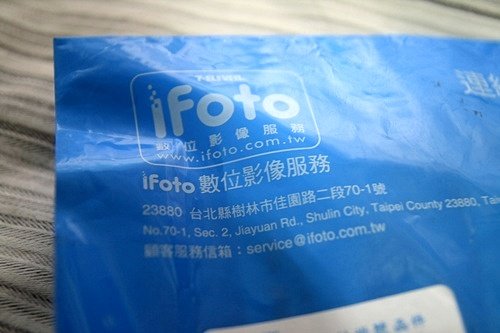 iFoto
數位影像服務
www.ifoto.com.tw
iFoto 數位影像服務
23880 台北縣樹林市佳園路二段70-1號
No.70-1, Sec. 2, Jiayuan Rd., Shulin City, Taipei County 23880,
顧客服務信箱：service@ifoto.com.tw